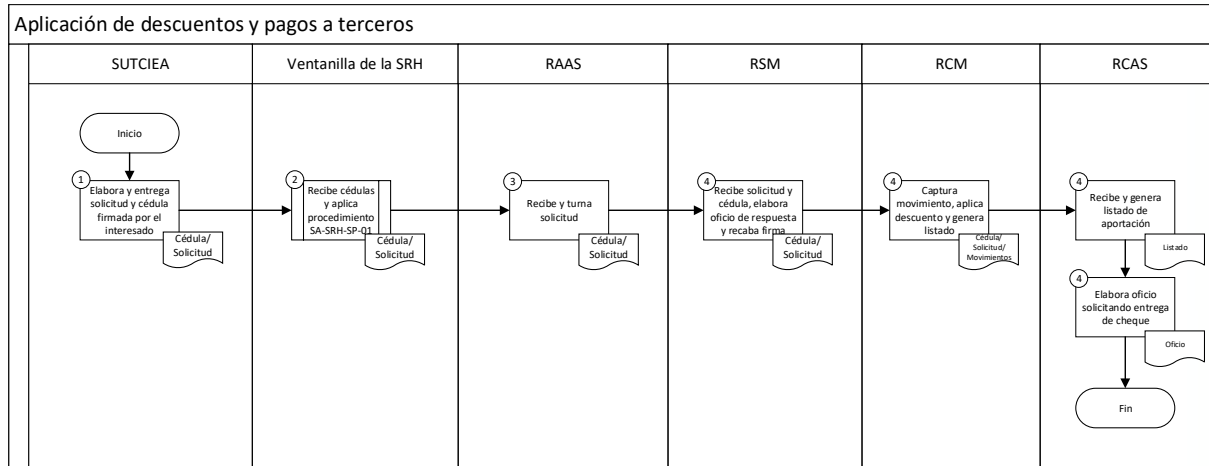 Aplicación de descuentos y pagos a terceros
SUTCIEA
Ventanilla de la SRH
RAAS
RSM
RCM
RCAS
Inicio
1
Elabora y entrega
solicitud y cédula
firmada por el
interesado
Cédula/
Solicitud
2
Recibe cédulas
y aplica
procedimiento
SA-SRH-SP-01
Cédula/
Solicitud
3
Recibe y turna
solicitud
Cédula/
Solicitud
4
Recibe solicitud y
cédula, elabora
oficio de respuesta
y recaba firma
Cédula/
Solicitud
4
Captura
movimiento, aplica
descuento y genera
listado
Cédula/
Solicitud/
Movimientos
4
Recibe y genera
listado de
aportación
Listado
4
Elabora oficio
solicitando entrega
de cheque
Oficio
Fin